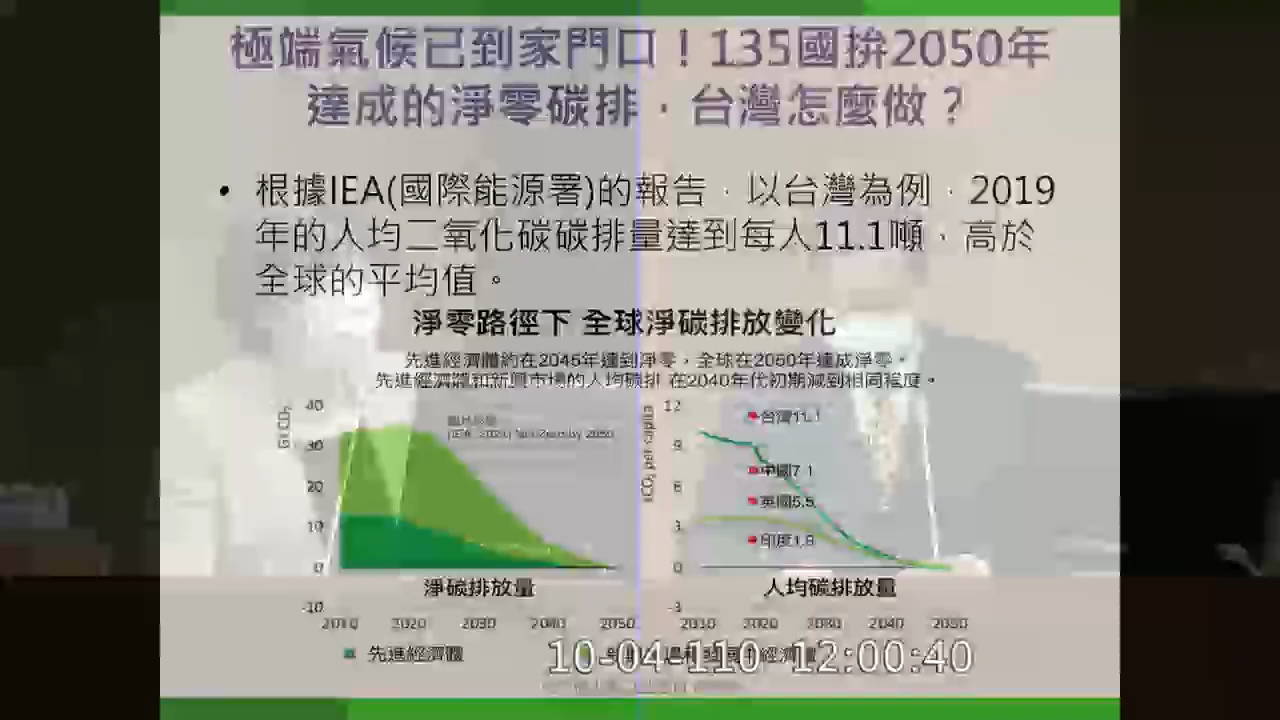 極端氣候已到家門口！135國拚2050年
達成的淨零碳排，台灣怎麼做？
• 根據IEA(國際能源署)的報告，以台灣為例，2019
年的人均二氧化碳碳排量達到每人11.1噸，高於
全球的平均值。
淨零路徑下 全球淨碳排放變化
先進經濟體約在2045年達到淨零，全球在2050年達成淨零。
先進經濟體和新興市場的人均碳排 在2040年代初期減到相同程度。
Gt CO₂
40
30
20
10
0
-10
2010 2020 2030 2040 2050
淨碳排放量
12
9
6
3
0
-3
台灣11.1
中國7.1
英國5.5
印度1.9
2010 2020 2030 2040 2050
人均碳排放量
先進經濟體
10-04-110 12:00:40